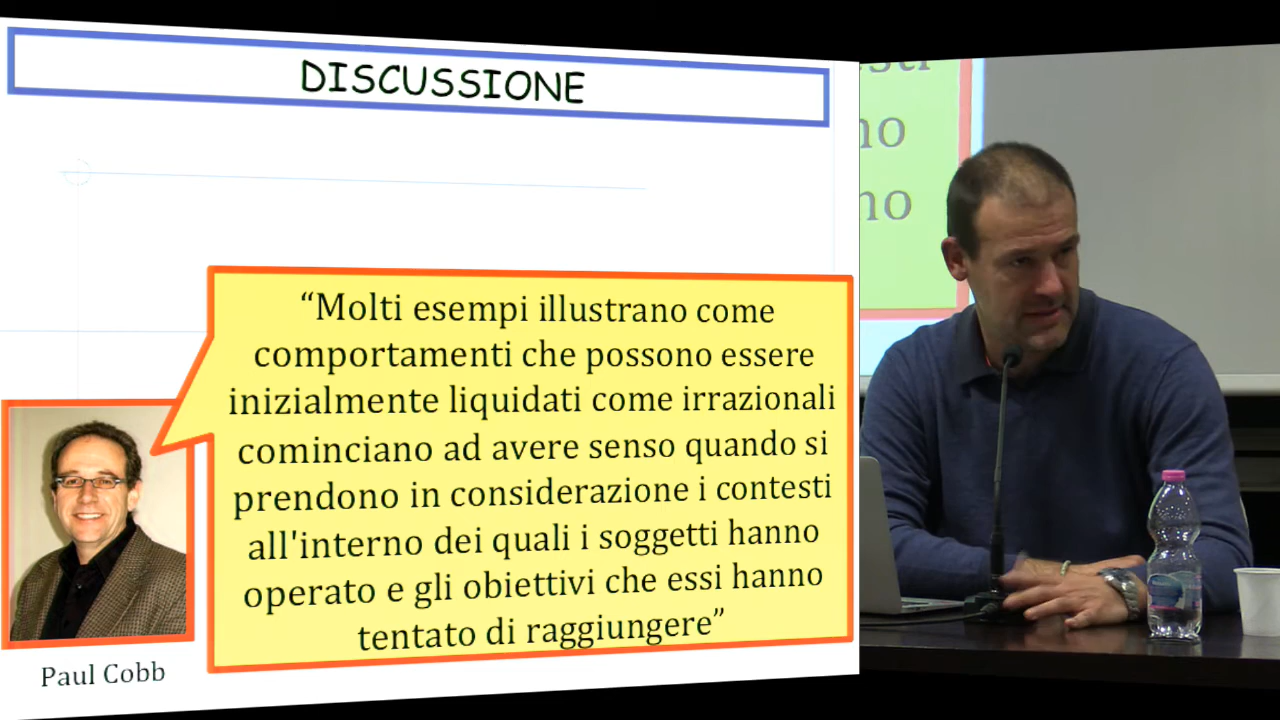 DISCUSSIONE
“Molti esempi illustrano come
comportamenti che possono essere
inizialmente liquidati come irrazionali
cominciano ad avere senso quando si
prendono in considerazione i contesti
all'interno dei quali i soggetti hanno
operato e gli obiettivi che essi hanno
tentato di raggiungere”
Paul Cobb